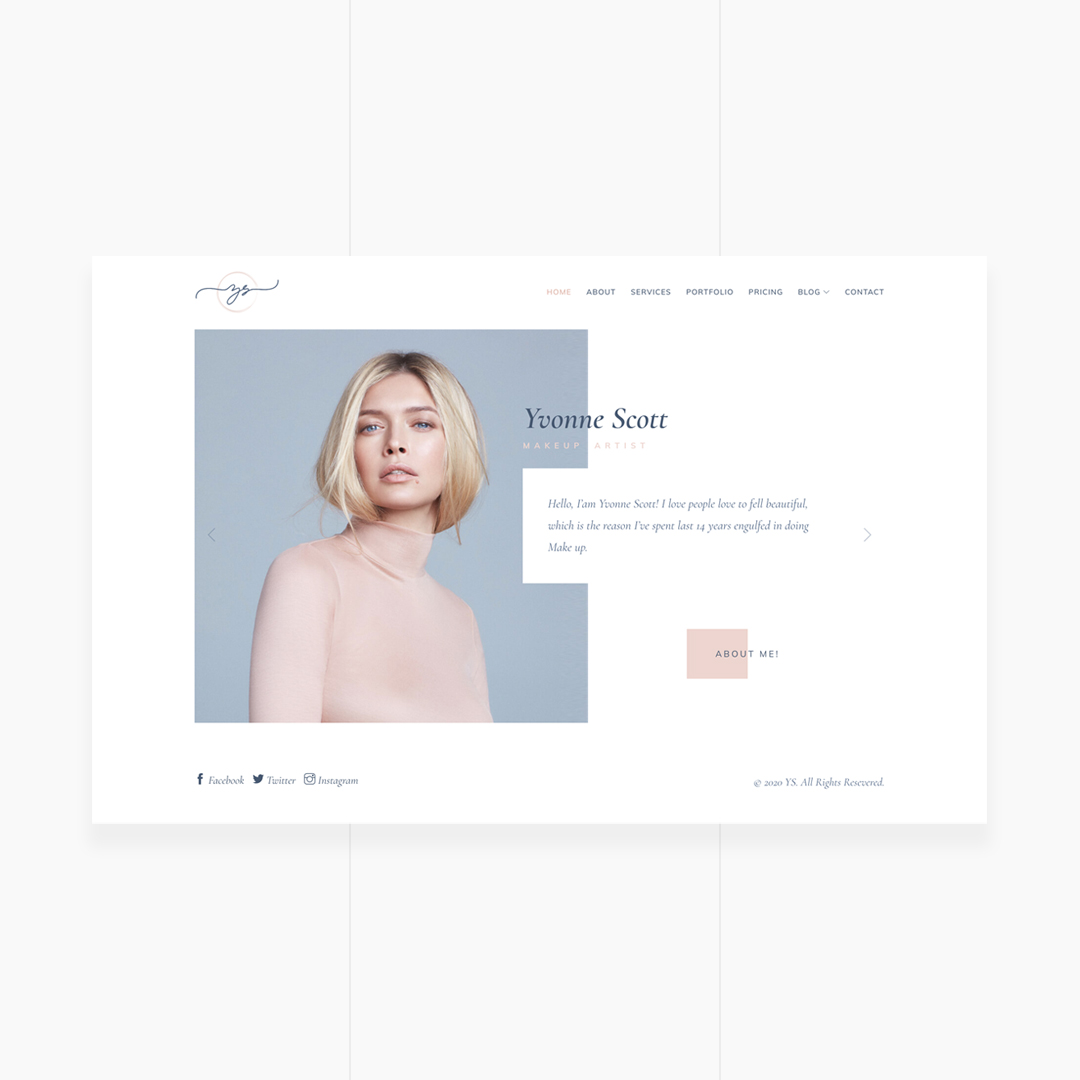 ys
HOME ABOUT SERVICES PORTFOLIO PRICING BLOG CONTACT
Yvonne Scott
MAKEUP ARTIST
Hello, I'am Yvonne Scott! I love people love to fell beautiful,
which is the reason I've spent last 14 years engulfed in doing
Make up.
ABOUT ME!
Facebook Twitter Instagram
© 2020 YS. All Rights Resevered.